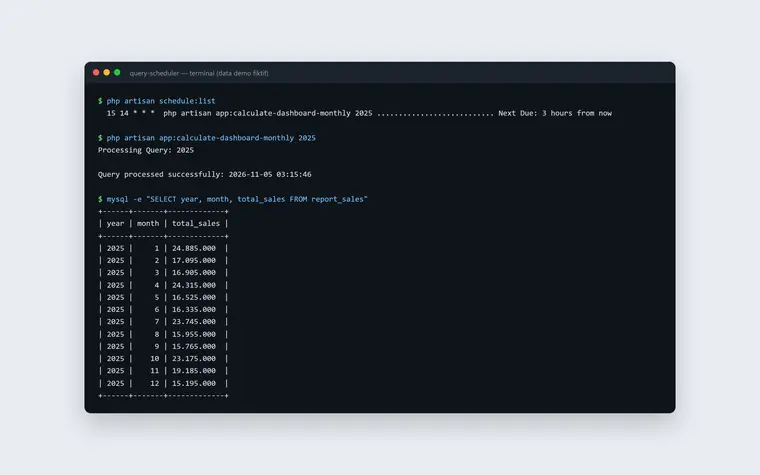 query-scheduler — terminal (data demo fiktif)
$ php artisan schedule:list
15 14 * * *  php artisan app:calculate-dashboard-monthly 2025 ........................... Next Due: 3 hours from now
$ php artisan app:calculate-dashboard-monthly 2025
Processing Query: 2025
Query processed successfully: 2026-11-05 03:15:46
$ mysql -e "SELECT year, month, total_sales FROM report_sales"
+------+-------+-------------+
| year | month | total_sales |
+------+-------+-------------+
| 2025 |     1 | 24.885.000  |
| 2025 |     2 | 17.095.000  |
| 2025 |     3 | 16.905.000  |
| 2025 |     4 | 24.315.000  |
| 2025 |     5 | 16.525.000  |
| 2025 |     6 | 16.335.000  |
| 2025 |     7 | 23.745.000  |
| 2025 |     8 | 15.955.000  |
| 2025 |     9 | 15.765.000  |
| 2025 |    10 | 23.175.000  |
| 2025 |    11 | 19.185.000  |
| 2025 |    12 | 15.195.000  |
+------+-------+-------------+